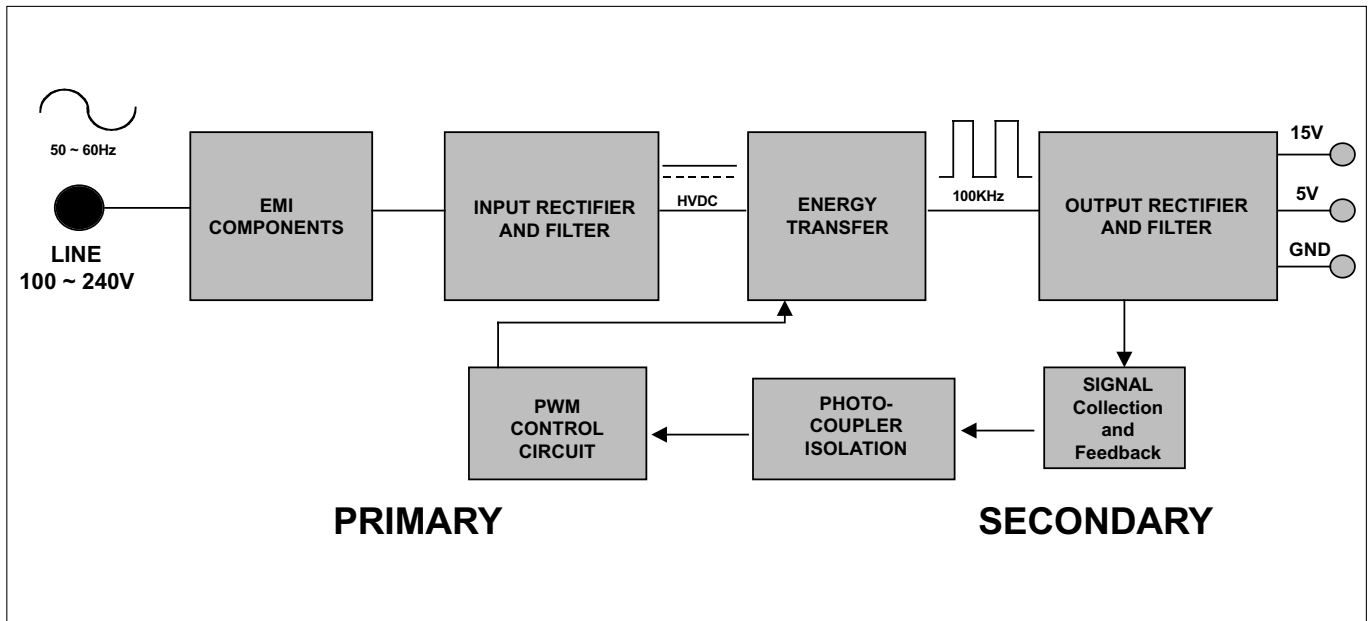 50 ~ 60Hz
LINE
100 ~ 240V
EMI
COMPONENTS
INPUT RECTIFIER
AND FILTER
HVDC
ENERGY
TRANSFER
100KHz
OUTPUT RECTIFIER
AND FILTER
15V
5V
GND
PWM
CONTROL
CIRCUIT
PHOTO-
COUPLER
ISOLATION
SIGNAL
Collection
and
Feedback
PRIMARY
SECONDARY